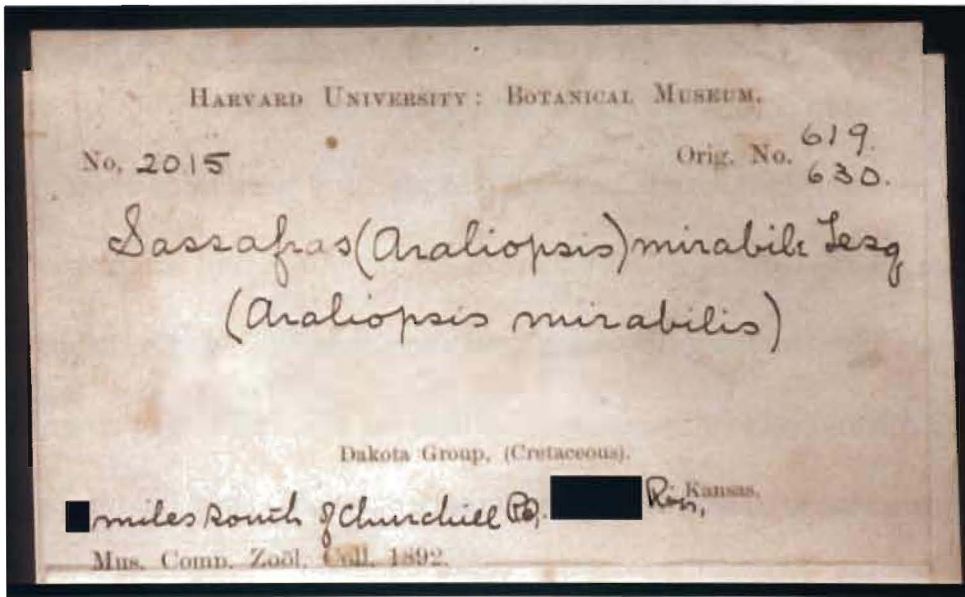 HARVARD UNIVERSITY: BOTANICAL MUSEUM.
No. 2015 Orig. No. 619.
630.
Sassafras (Araliopsis) mirabile Lesq
(Araliopsis mirabilis)
Dakota Group, (Cretaceous).
miles south of Churchill Kansas.
Mus. Comp. Zoöl. Coll. 1892.